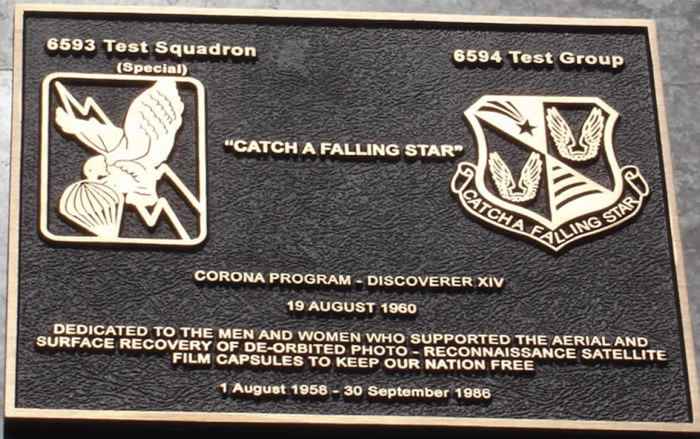 6593 Test Squadron
(Special)
6594 Test Group
"CATCH A FALLING STAR"
CATCH A FALLING STAR
CORONA PROGRAM - DISCOVERER XIV
19 AUGUST 1960
DEDICATED TO THE MEN AND WOMEN WHO SUPPORTED THE AERIAL AND
SURFACE RECOVERY OF DE-ORBITED PHOTO - RECONNAISSANCE SATELLITE
FILM CAPSULES TO KEEP OUR NATION FREE
1 August 1958 - 30 September 1986